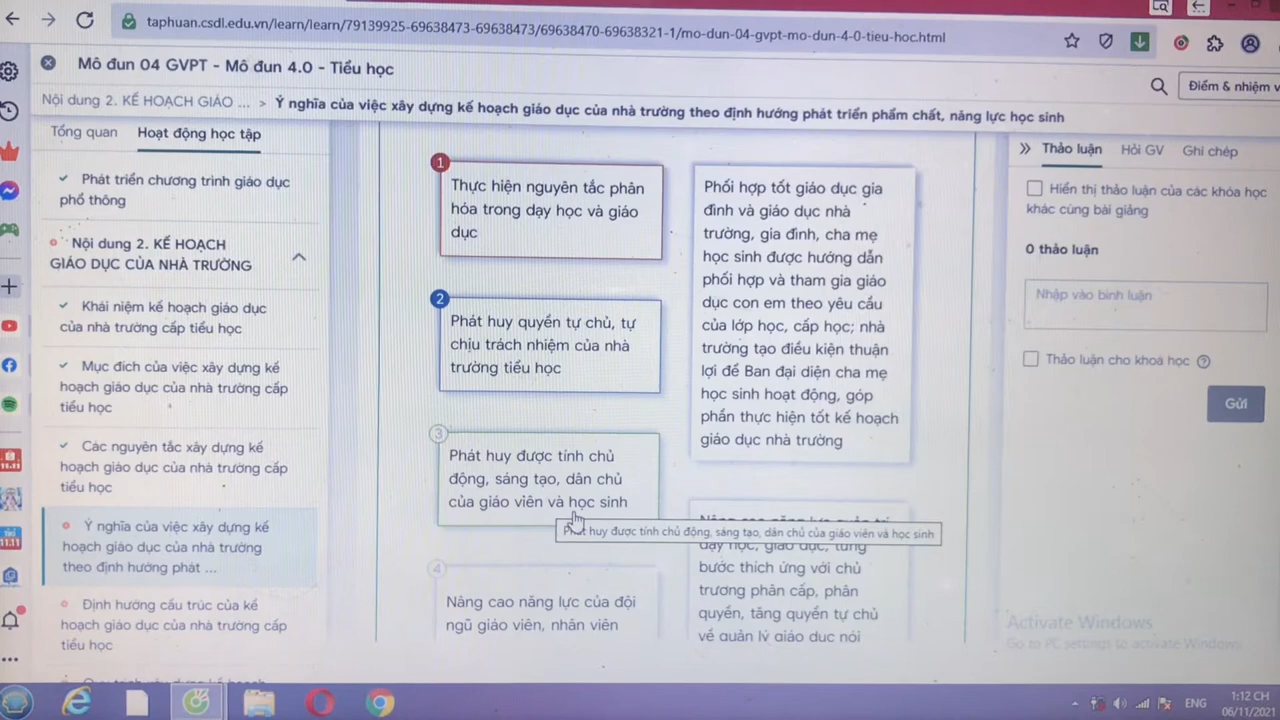 taphuan.csdl.edu.vn/learn/learn/79139925-69638473-69638473/69638470-69638321-1/mo-dun-04-gvpt-mo-dun-4-0-tieu-hoc.html
Mô đun 04 GVPT - Mô đun 4.0 - Tiểu học
Điểm & nhiệm v
Nội dung 2. KẾ HOẠCH GIÁO ... > Ý nghĩa của việc xây dựng kế hoạch giáo dục của nhà trường theo định hướng phát triển phẩm chất, năng lực học sinh
Tổng quan
Hoạt động học tập
Phát triển chương trình giáo dục
phổ thông
Nội dung 2. KẾ HOẠCH
GIÁO DỤC CỦA NHÀ TRƯỜNG
Khái niệm kế hoạch giáo dục
của nhà trường cấp tiểu học
Mục đích của việc xây dựng kế
hoạch giáo dục của nhà trường cấp
tiểu học
Các nguyên tắc xây dựng kế
hoạch giáo dục của nhà trường cấp
tiểu học
Ý nghĩa của việc xây dựng kế
hoạch giáo dục của nhà trường
theo định hướng phát ...
Định hướng cấu trúc của kế
hoạch giáo dục của nhà trường cấp
tiểu học
1
Thực hiện nguyên tắc phân
hóa trong dạy học và giáo
dục
2
Phát huy quyền tự chủ, tự
chịu trách nhiệm của nhà
trường tiểu học
3
Phát huy được tính chủ
động, sáng tạo, dân chủ
của giáo viên và học sinh
Phát huy được tính chủ động, sáng tạo, dân chủ của giáo viên và học sinh
4
Nâng cao năng lực của đội
ngũ giáo viên, nhân viên
Phối hợp tốt giáo dục gia
đình và giáo dục nhà
trường, gia đình, cha mẹ
học sinh được hướng dẫn
phối hợp và tham gia giáo
dục con em theo yêu cầu
của lớp học, cấp học; nhà
trường tạo điều kiện thuận
lợi để Ban đại diện cha mẹ
học sinh hoạt động, góp
phần thực hiện tốt kế hoạch
giáo dục nhà trường
dạy học, giáo dục, từng
bước thích ứng với chủ
trương phân cấp, phân
quyền, tăng quyền tự chủ
về quản lý giáo dục nói
Thảo luận
Hỏi GV
Ghi chép
Hiển thị thảo luận của các khóa học
khác cùng bài giảng
0 thảo luận
Nhập vào bình luận
Thảo luận cho khoá học
Gửi
Activate Windows
Go to PC settings to activate Windows.
11.11
11.11
ENG
1:12 CH
06/11/2021